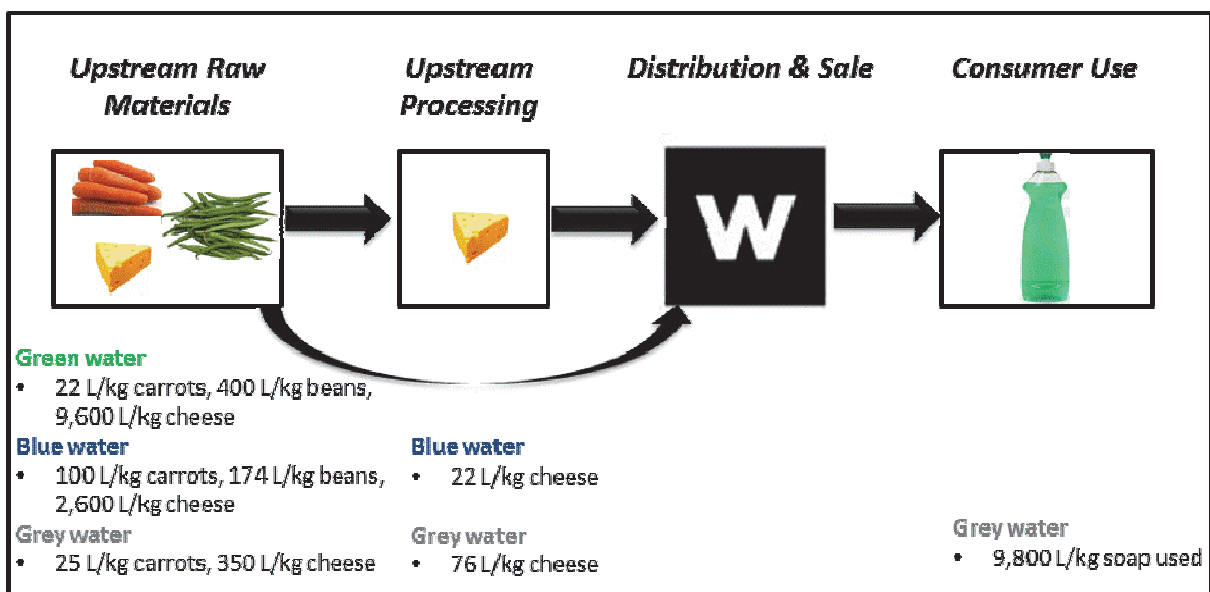 Upstream Raw
Materials
Upstream
Processing
Distribution & Sale
Consumer Use
W
Green water
• 22 L/kg carrots, 400 L/kg beans,
9,600 L/kg cheese
Blue water
• 100 L/kg carrots, 174 L/kg beans,
2,600 L/kg cheese
Grey water
• 25 L/kg carrots, 350 L/kg cheese
Blue water
• 22 L/kg cheese
Grey water
• 76 L/kg cheese
Grey water
• 9,800 L/kg soap used